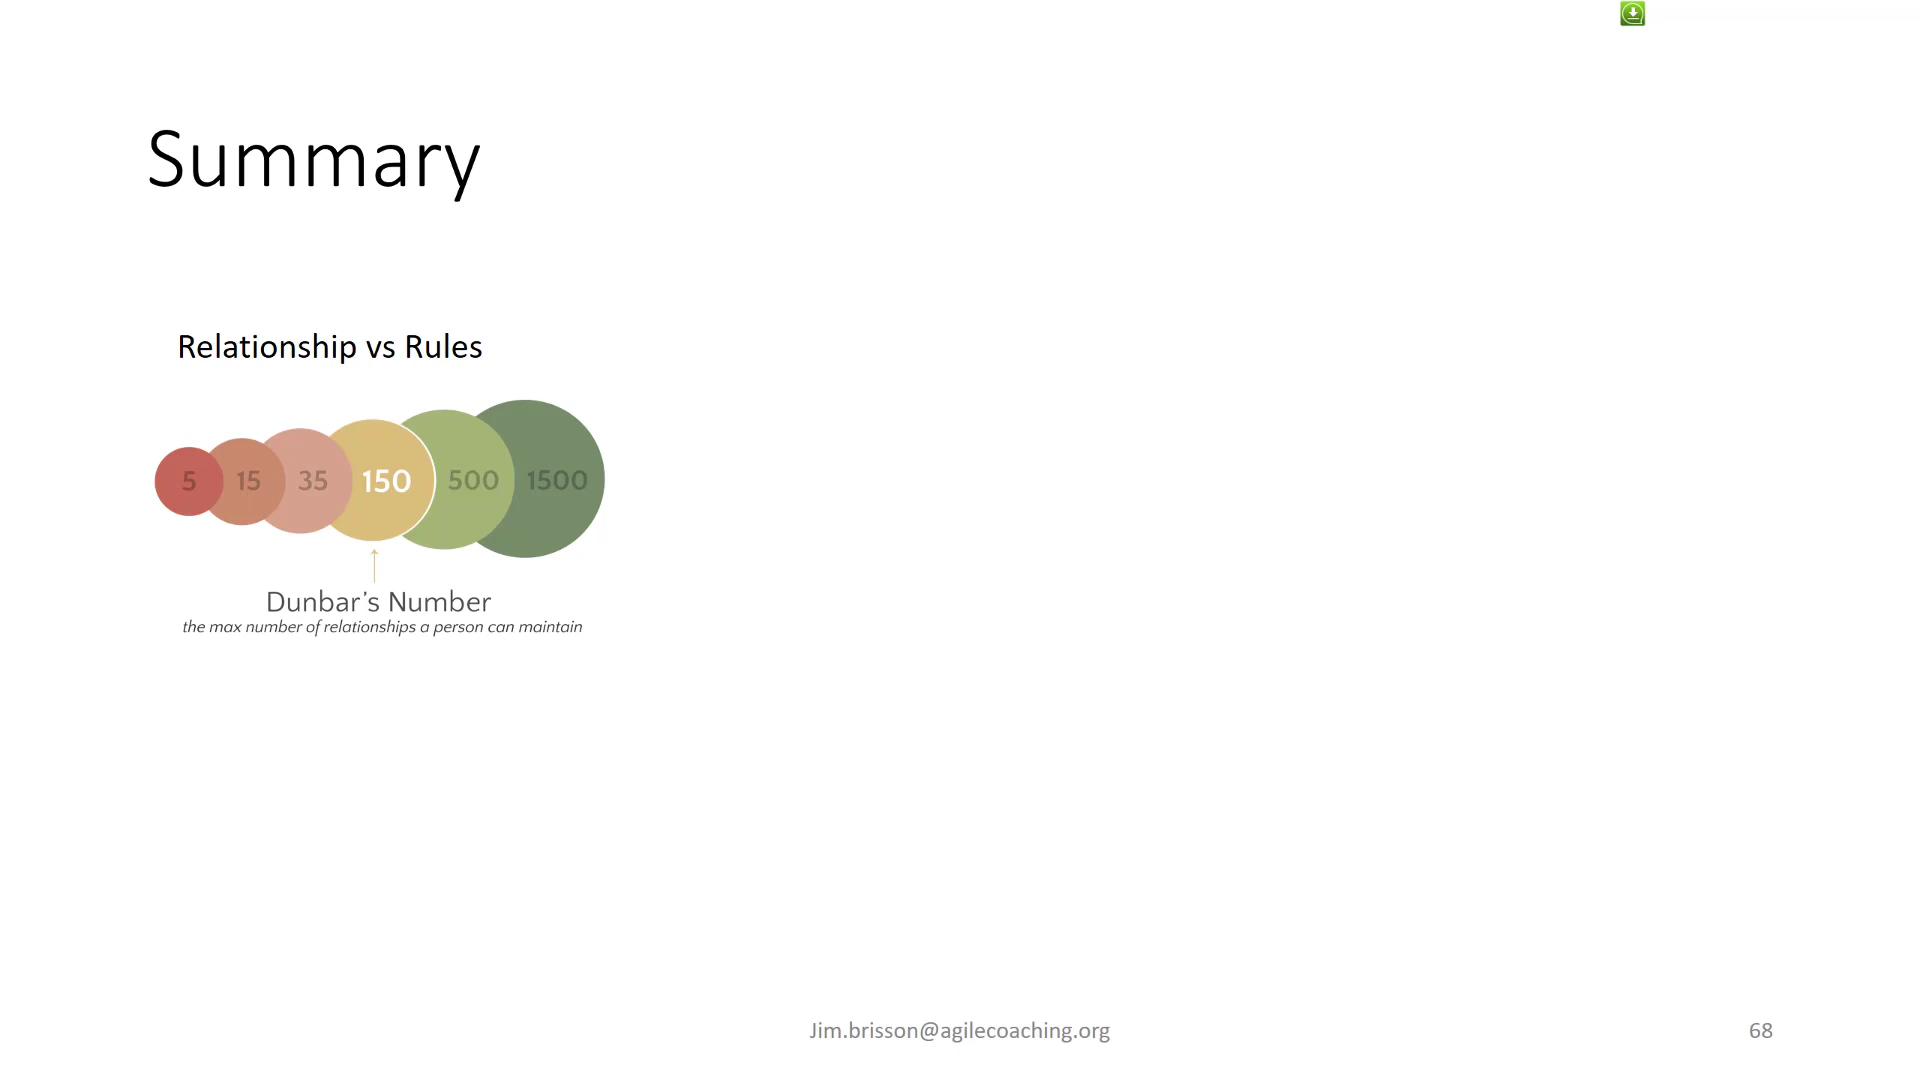 Summary
Relationship vs Rules
5 15 35 150 500 1500
Dunbar's Number
the max number of relationships a person can maintain
Jim.brisson@agilecoaching.org
68